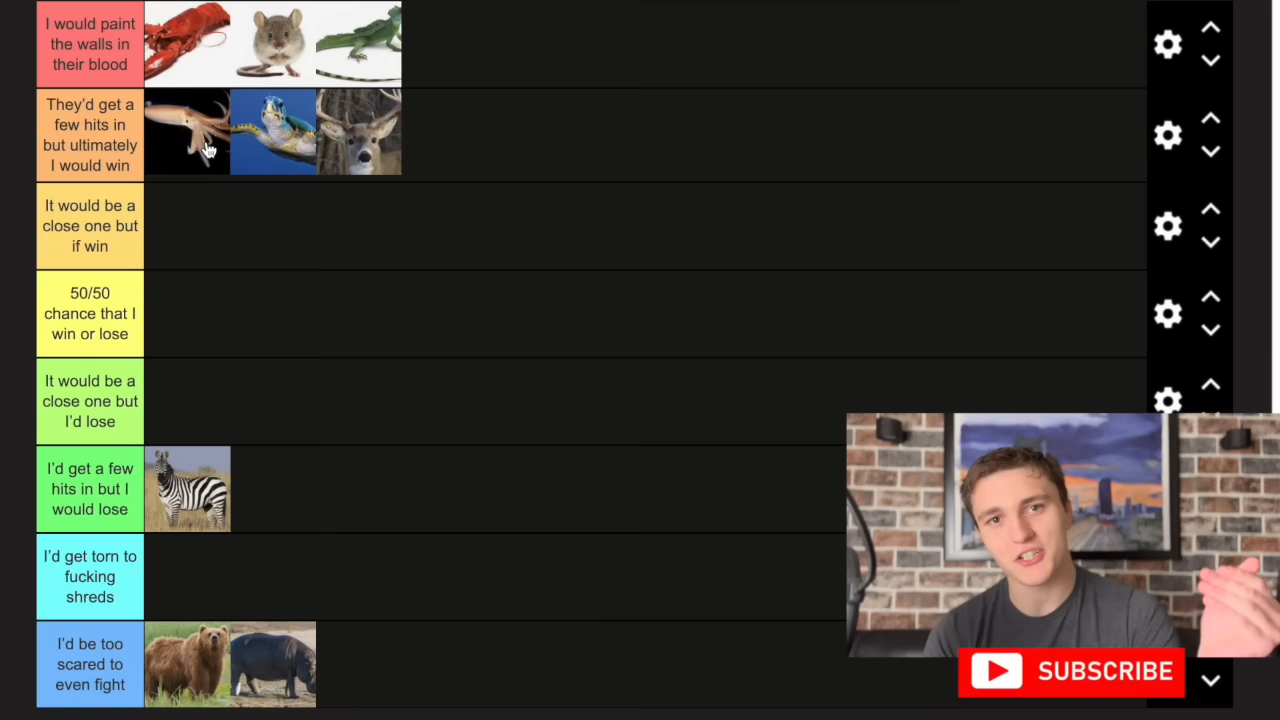 I would paint
the walls in
their blood
They'd get a
few hits in
but ultimately
I would win
It would be a
close one but
if win
50/50
chance that I
win or lose
It would be a
close one but
I'd lose
I'd get a few
hits in but I
would lose
I'd get torn to
fucking
shreds
I'd be too
scared to
even fight
SUBSCRIBE